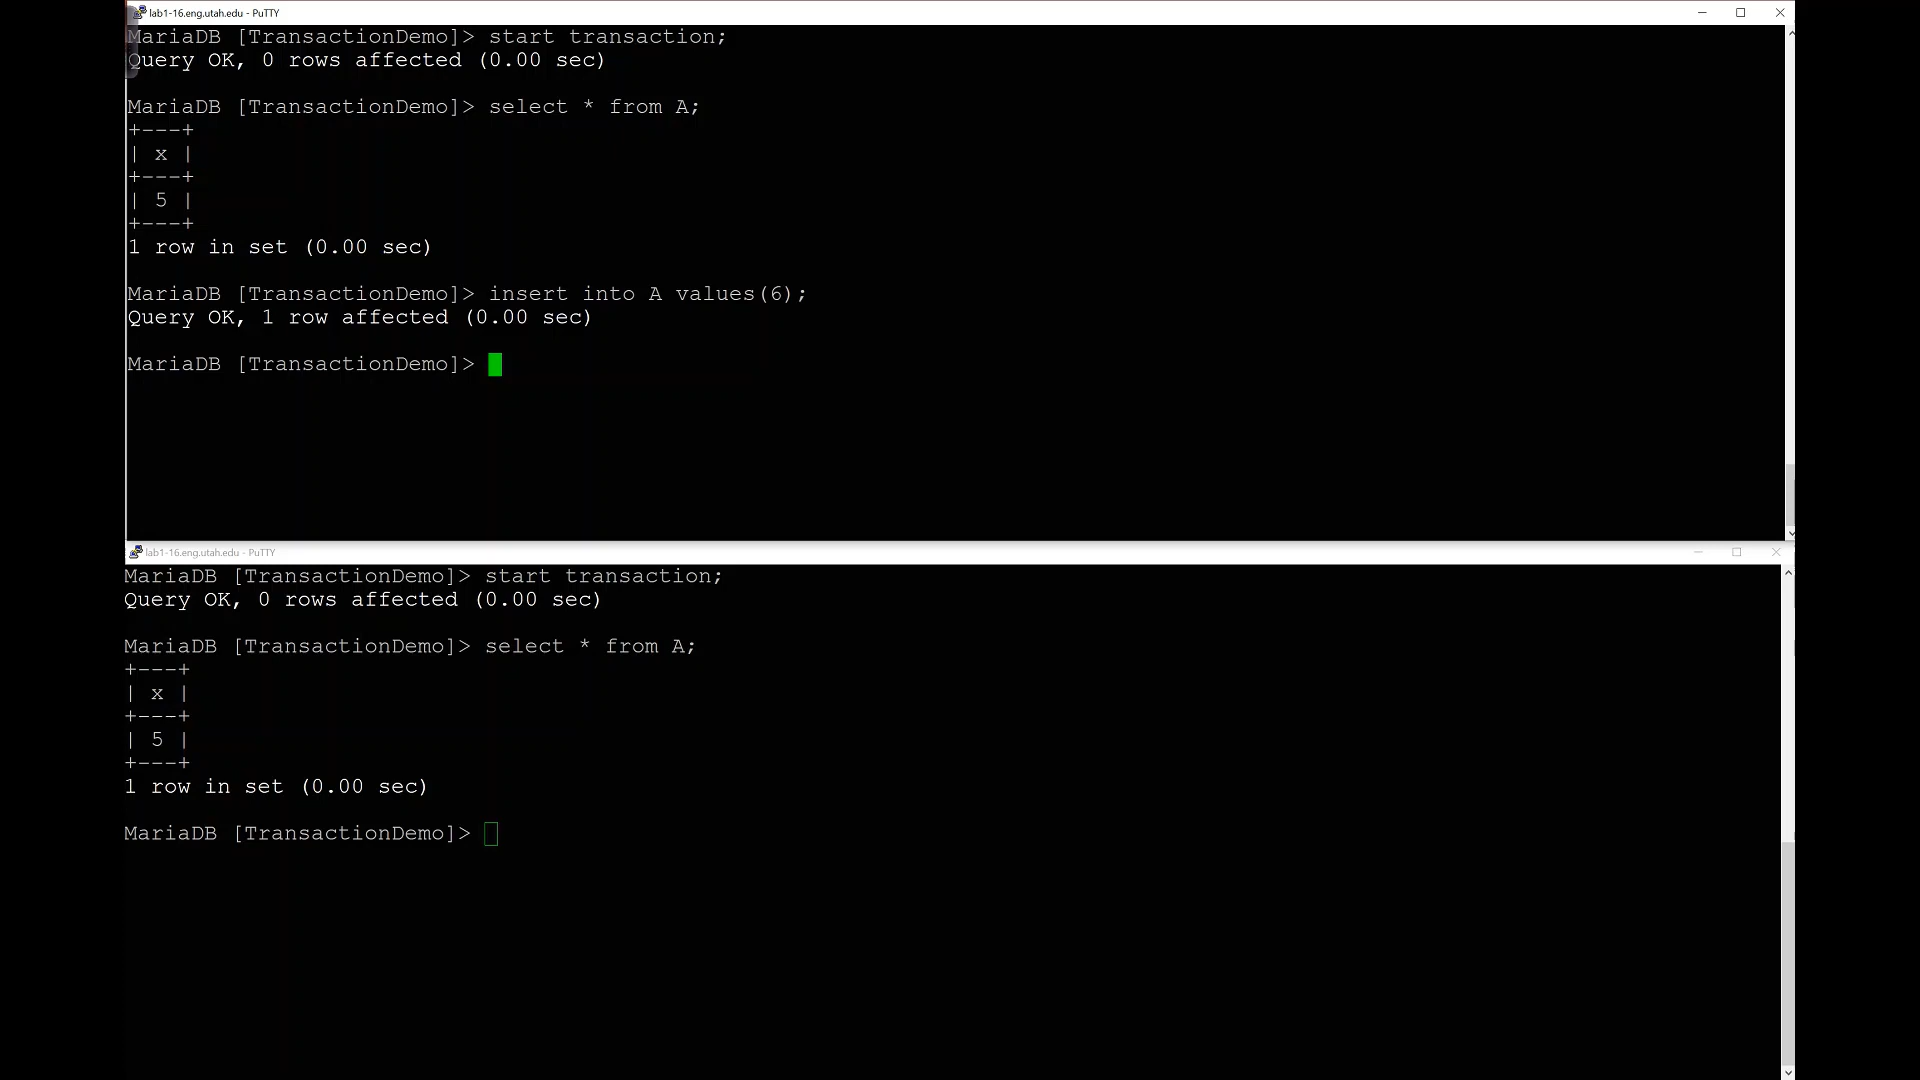 lab1-16.eng.utah.edu - PuTTY
MariaDB [TransactionDemo]> start transaction;
Query OK, 0 rows affected (0.00 sec)
MariaDB [TransactionDemo]> select * from A;
+---+
| x |
+---+
| 5 |
+---+
1 row in set (0.00 sec)
MariaDB [TransactionDemo]> insert into A values(6);
Query OK, 1 row affected (0.00 sec)
MariaDB [TransactionDemo]>
lab1-16.eng.utah.edu - PuTTY
MariaDB [TransactionDemo]> start transaction;
Query OK, 0 rows affected (0.00 sec)
MariaDB [TransactionDemo]> select * from A;
+---+
| x |
+---+
| 5 |
+---+
1 row in set (0.00 sec)
MariaDB [TransactionDemo]>